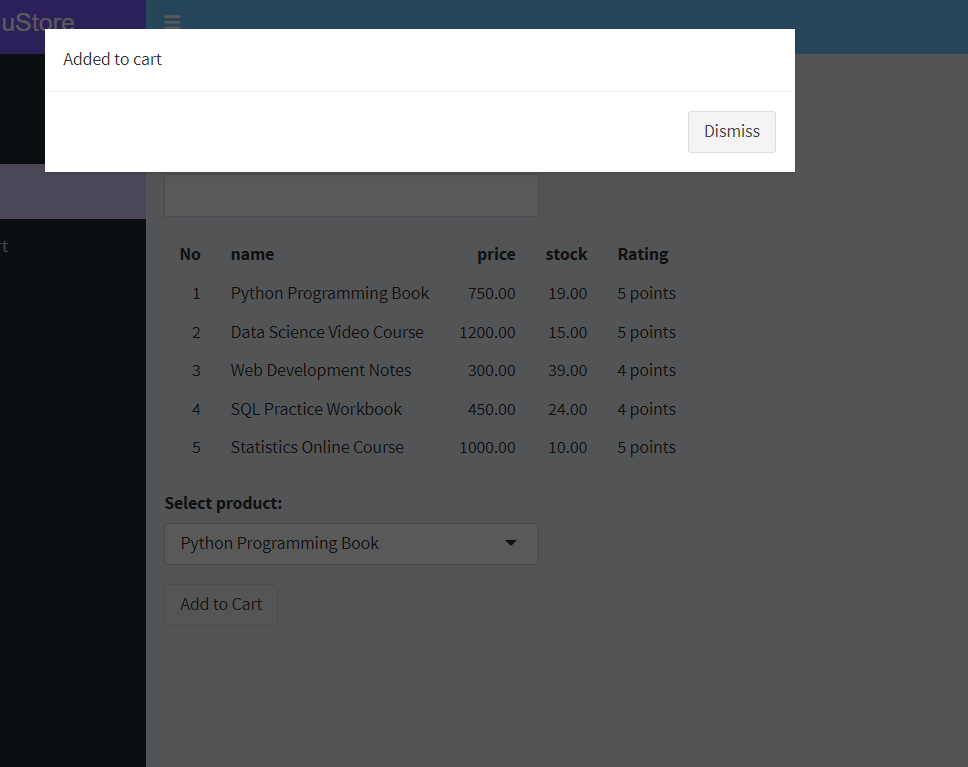 uStore
Added to cart
Dismiss
rt
No name price stock Rating
1 Python Programming Book 750.00 19.00 5 points
2 Data Science Video Course 1200.00 15.00 5 points
3 Web Development Notes 300.00 39.00 4 points
4 SQL Practice Workbook 450.00 24.00 4 points
5 Statistics Online Course 1000.00 10.00 5 points
Select product:
Python Programming Book
Add to Cart